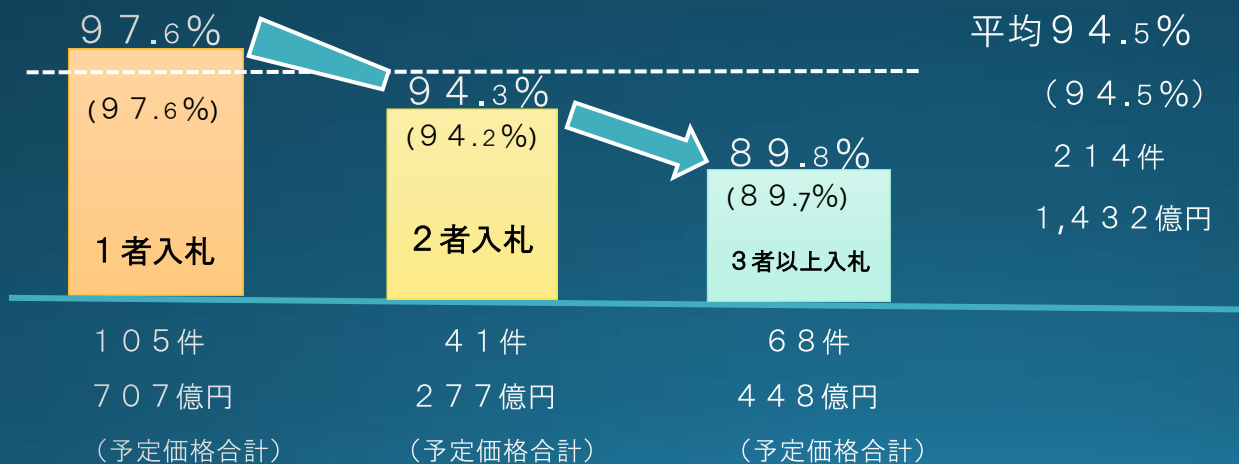 ９７.６%
(９７.６%)
１者入札
１０５件
７０７億円
（予定価格合計）
９４.３%
(９４.２%)
２者入札
４１件
２７７億円
（予定価格合計）
８９.８%
(８９.７%)
３者以上入札
６８件
４４８億円
（予定価格合計）
平均９４.５%
（９４.５%）
２１４件
１,４３２億円